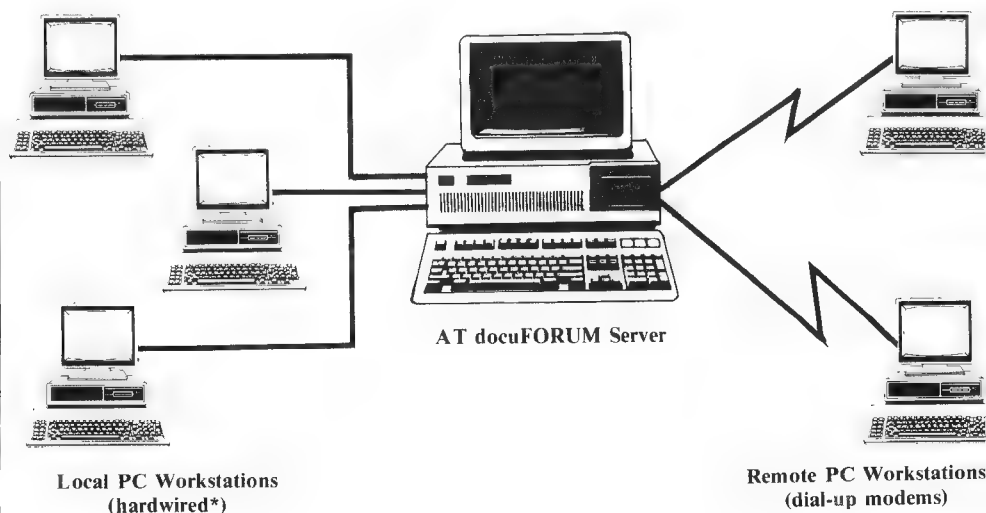 AT docuFORUM Server
Local PC Workstations
(hardwired*)
Remote PC Workstations
(dial-up modems)